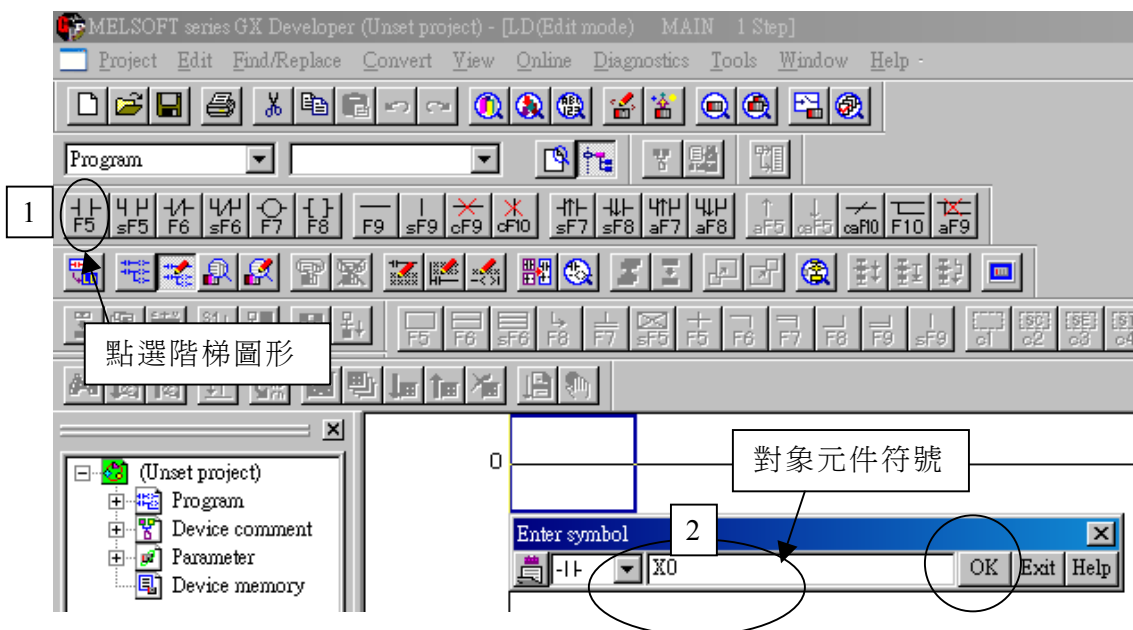 MELSOFT series GX Developer (Unset project) - [LD(Edit mode) MAIN 1 Step]
Project Edit Find/Replace Convert View Online Diagnostics Tools Window Help -
Program
1
F5 sF5 F6 sF6 F7 F8 F9 sF9 cF9 cF10 sF7 sF8 aF7 aF8 aF5 caF5 caF10 F10 aF9
點選階梯圖形
F5 F6 sF6 F8 F7 sF5 F5 F6 F7 F8 F9 sF9 c1 c2 c3 c4
0
對象元件符號
(Unset project)
Program
Device comment
Parameter
Device memory
Enter symbol
2
X0
OK Exit Help